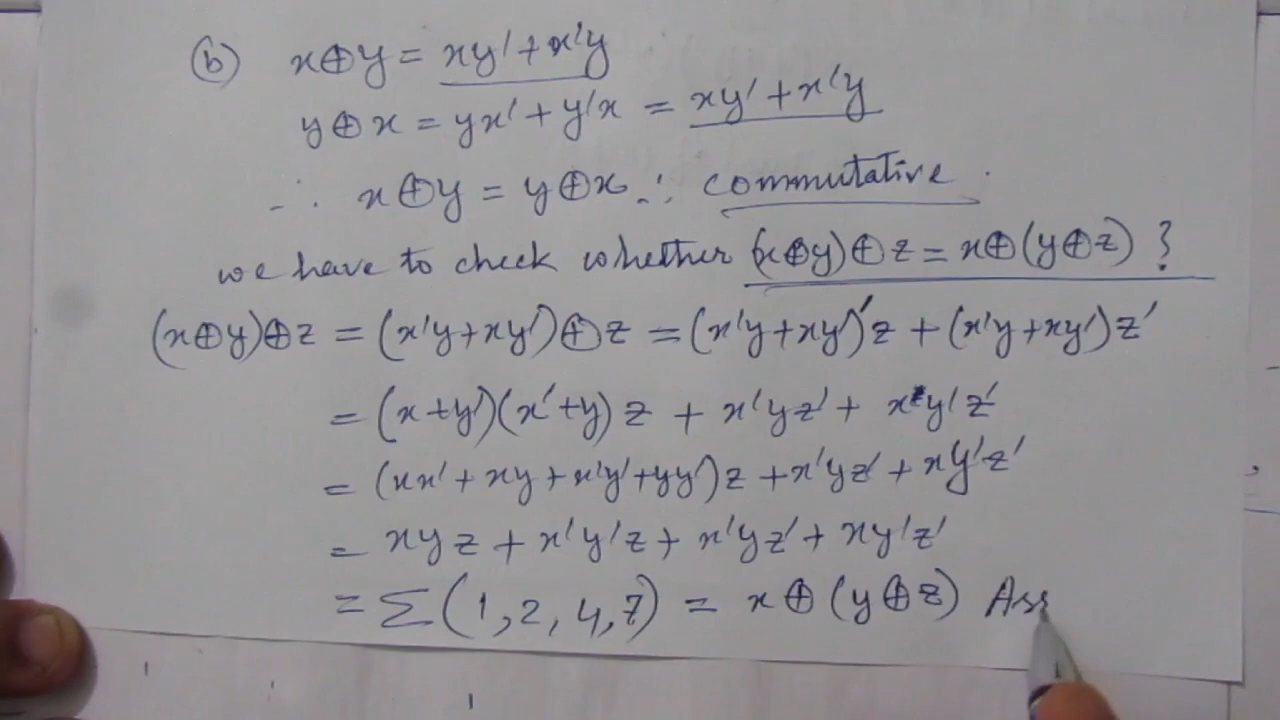 (b) x⊕y = xy' + x'y
y⊕x = yx' + y'x = xy' + x'y
∴ x⊕y = y⊕x ∴ commutative.
we have to check whether (x⊕y)⊕z = x⊕(y⊕z) ?
(x⊕y)⊕z = (x'y+xy')⊕z = (x'y+xy')'z + (x'y+xy')z'
= (x+y')(x'+y) z + x'yz' + xy'z'
= (xx' + xy + x'y' + yy')z + x'yz' + xy'z'
= xyz + x'y'z + x'yz' + xy'z'
= Σ(1,2,4,7) = x⊕(y⊕z) Ass